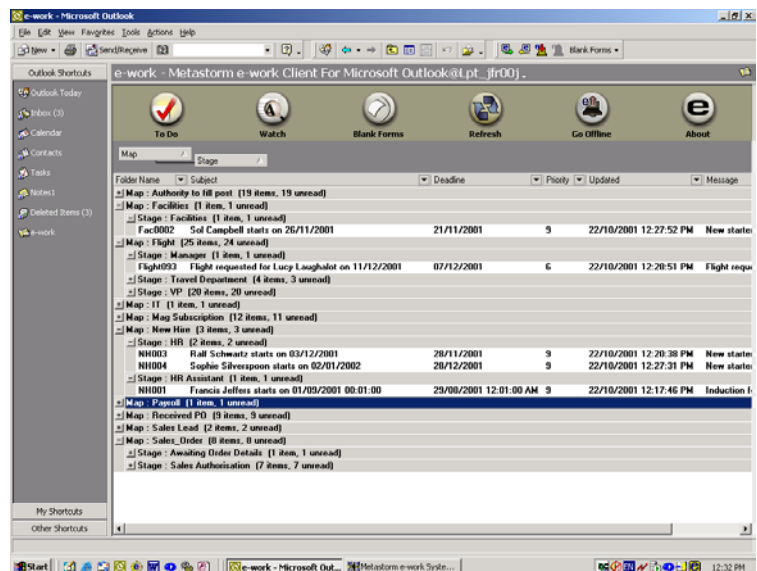 e-work - Microsoft Outlook
File Edit View Favorites Tools Actions Help
New Send/Receive Blank Forms
Outlook Shortcuts
e-work - Metastorm e-work Client For Microsoft Outlook@Lpt_jfr00j.
Outlook Today
Inbox (3)
Calendar
Contacts
Tasks
Notes1
Deleted Items (3)
e-work
My Shortcuts
Other Shortcuts
To Do Watch Blank Forms Refresh Go Offline About
Map
Stage
Folder Name Subject Deadline Priority Updated Message
Map : Authority to fill post (19 items, 19 unread)
Map : Facilities (1 item, 1 unread)
Stage : Facilities (1 item, 1 unread)
Fac0002 Sol Campbell starts on 26/11/2001 21/11/2001 9 22/10/2001 12:27:52 PM New starte
Map : Flight (25 items, 24 unread)
Stage : Manager (1 item, 1 unread)
Flight093 Flight requested for Lucy Laughalot on 11/12/2001 07/12/2001 6 22/10/2001 12:28:51 PM Flight reque
Stage : Travel Department (4 items, 3 unread)
Stage : VP (20 items, 20 unread)
Map : IT (1 item, 1 unread)
Map : Mag Subscription (12 items, 11 unread)
Map : New Hire (3 items, 3 unread)
Stage : HR (2 items, 2 unread)
NH003 Ralf Schwartz starts on 03/12/2001 28/11/2001 9 22/10/2001 12:20:38 PM New starte
NH004 Sophie Silverspoon starts on 02/01/2002 28/12/2001 9 22/10/2001 12:27:31 PM New starte
Stage : HR Assistant (1 item, 1 unread)
NH001 Francis Jeffers starts on 01/09/2001 00:01:00 29/08/2001 12:01:00 AM 9 22/10/2001 12:17:46 PM Induction f
Map : Payroll (1 item, 1 unread)
Map : Received PO (9 items, 9 unread)
Map : Sales Lead (2 items, 2 unread)
Map : Sales_Order (8 items, 8 unread)
Stage : Awaiting Order Details (1 item, 1 unread)
Stage : Sales Authorisation (7 items, 7 unread)
Start e-work - Microsoft Out... Metastorm e-work Syste... 12:32 PM